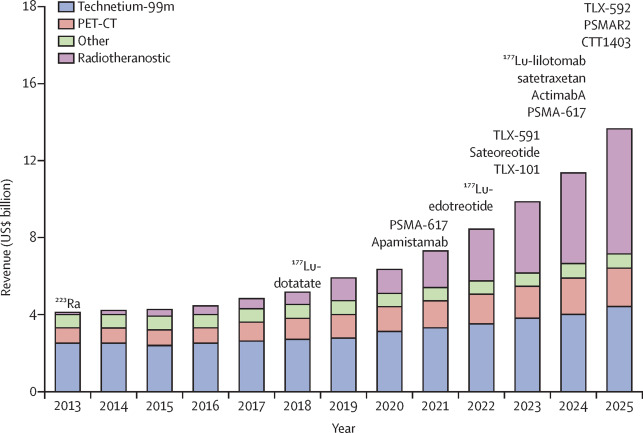 18
Technetium-99m
PET-CT
Other
Radiotheranostic
TLX-592
PSMAR2
CTT1403
¹⁷⁷Lu-lilotomab
satetraxetan
ActimabA
PSMA-617
TLX-591
Sateoreotide
TLX-101
¹⁷⁷Lu-
edotreotide
PSMA-617
Apamistamab
¹⁷⁷Lu-
dotatate
²²³Ra
16
12
8
4
0
Revenue (US$ billion)
2013 2014 2015 2016 2017 2018 2019 2020 2021 2022 2023 2024 2025
Year